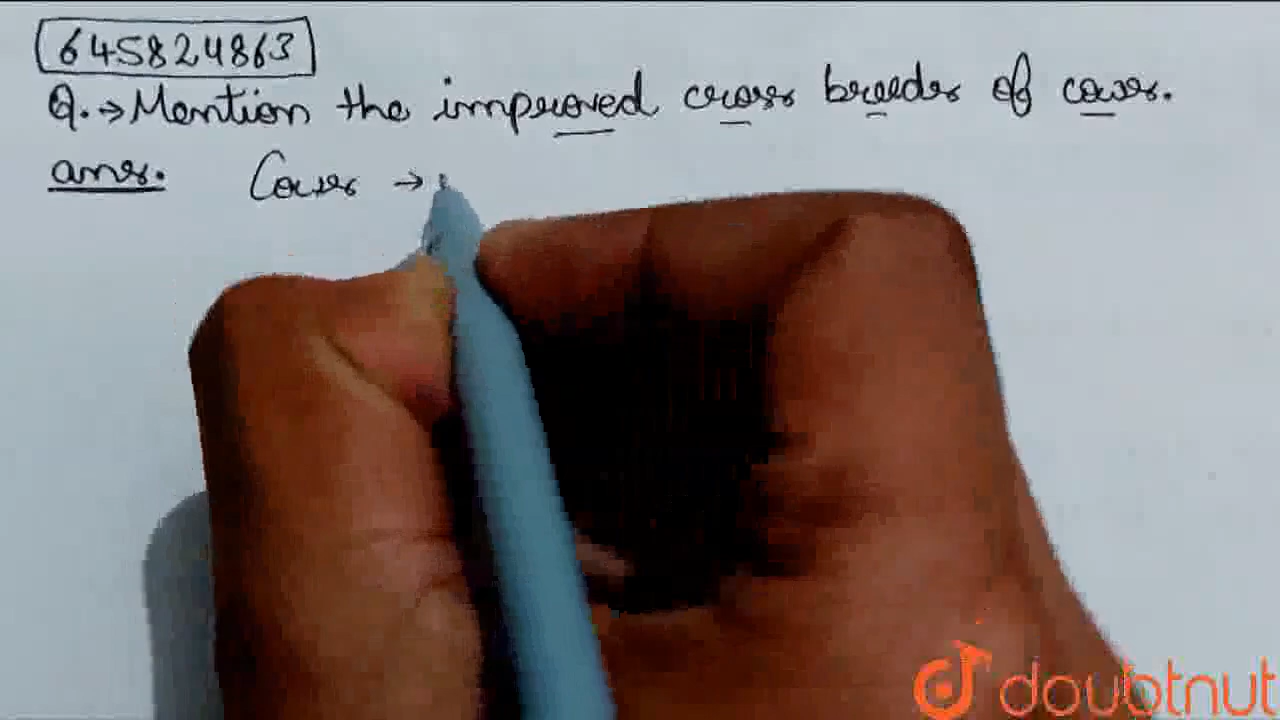 645824863
Q.→Mention the improved cross breeds of cows.
ans. Cows →
doubtnut